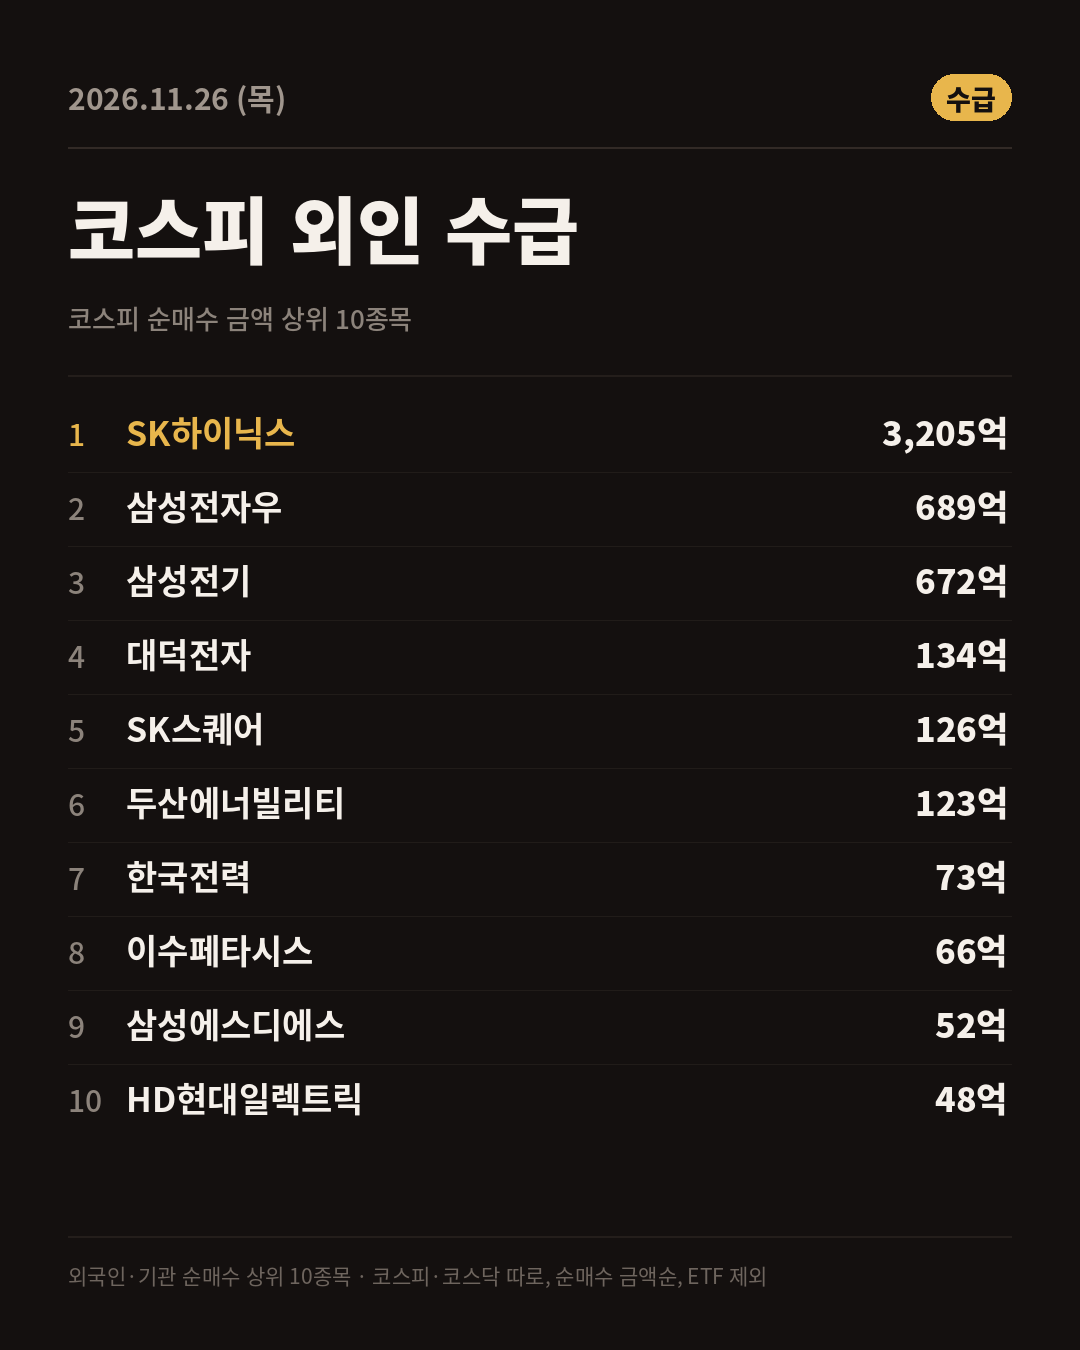 2026.11.26 (목)
수급
코스피 외인 수급
코스피 순매수 금액 상위 10종목
1 SK하이닉스 3,205억
2 삼성전자우 689억
3 삼성전기 672억
4 대덕전자 134억
5 SK스퀘어 126억
6 두산에너빌리티 123억
7 한국전력 73억
8 이수페타시스 66억
9 삼성에스디에스 52억
10 HD현대일렉트릭 48억
외국인·기관 순매수 상위 10종목 · 코스피·코스닥 따로, 순매수 금액순, ETF 제외